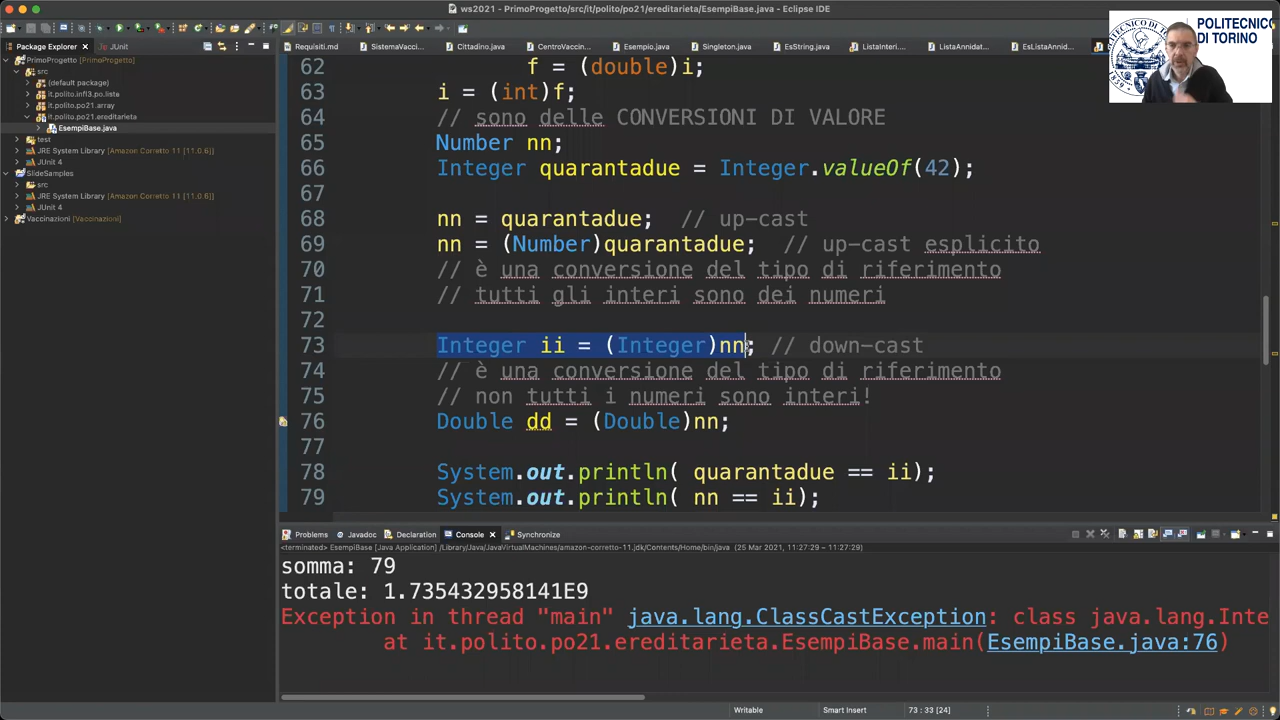 ws2021 - PrimoProgetto/src/it/polito/po21/ereditarieta/EsempiBase.java - Eclipse IDE
Package Explorer
JUnit
PrimoProgetto [PrimoProgetto]
src
(default package)
it.polito.inf13.po.liste
it.polito.po21.array
it.polito.po21.ereditarieta
EsempiBase.java
test
JRE System Library [Amazon Corretto 11 [11.0.6]]
JUnit 4
SlideSamples
src
JRE System Library [Amazon Corretto 11 [11.0.6]]
JUnit 4
Vaccinazioni [Vaccinazioni]
Requisiti.md
SistemaVacci...
Cittadino.java
CentroVaccin...
Esempio.java
Singleton.java
EsString.java
ListaInteri....
ListaAnnidat...
EsListaAnnid...
POLITECNICO
DI TORINO
62 f = (double)i;
63 i = (int)f;
64 // sono delle CONVERSIONI DI VALORE
65 Number nn;
66 Integer quarantadue = Integer.valueOf(42);
67
68 nn = quarantadue; // up-cast
69 nn = (Number)quarantadue; // up-cast esplicito
70 // è una conversione del tipo di riferimento
71 // tutti gli interi sono dei numeri
72
73 Integer ii = (Integer)nn; // down-cast
74 // è una conversione del tipo di riferimento
75 // non tutti i numeri sono interi!
76 Double dd = (Double)nn;
77
78 System.out.println( quarantadue == ii);
79 System.out.println( nn == ii);
Problems
Javadoc
Declaration
Console
Synchronize
<terminated> EsempiBase [Java Application] /Library/Java/JavaVirtualMachines/amazon-corretto-11.jdk/Contents/Home/bin/java (25 Mar 2021, 11:27:29 – 11:27:29)
somma: 79
totale: 1.735432958141E9
Exception in thread "main" java.lang.ClassCastException: class java.lang.Inte
at it.polito.po21.ereditarieta.EsempiBase.main(EsempiBase.java:76)
Writable
Smart Insert
73 : 33 [24]